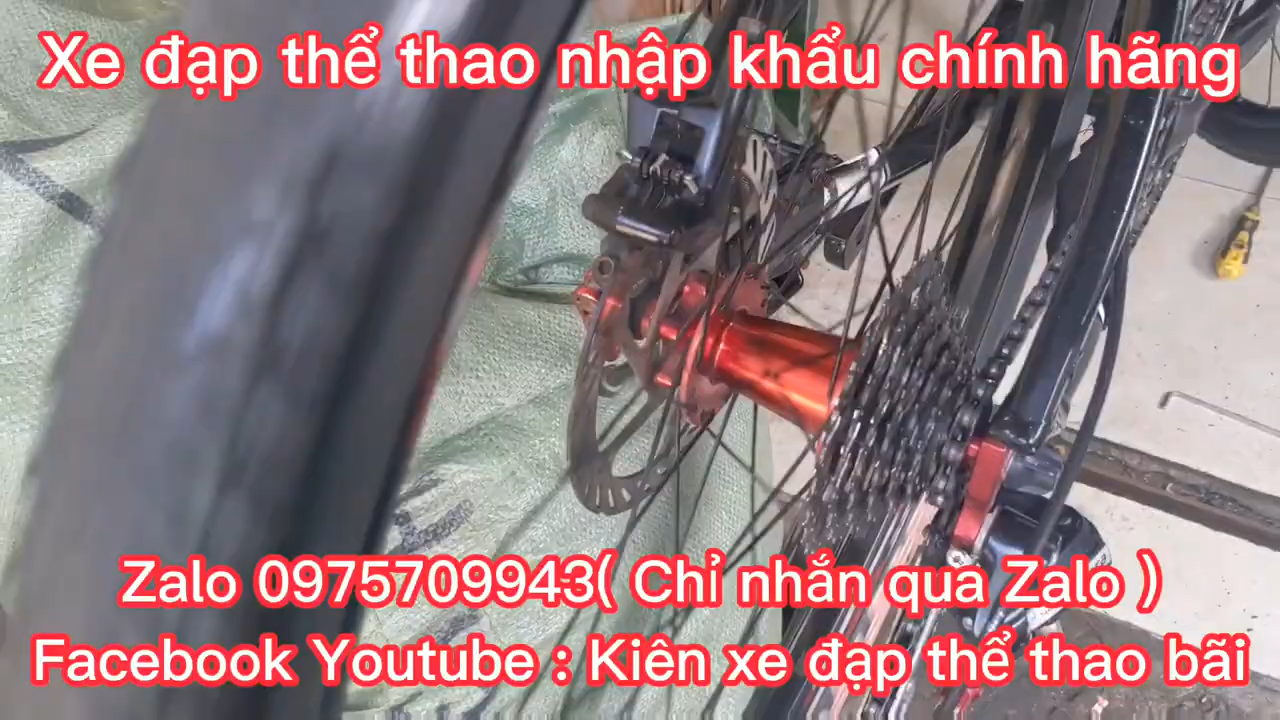 Xe đạp thể thao nhập khẩu chính hãng
Zalo 0975709943( Chỉ nhắn qua Zalo )
Facebook Youtube : Kiên xe đạp thể thao bãi